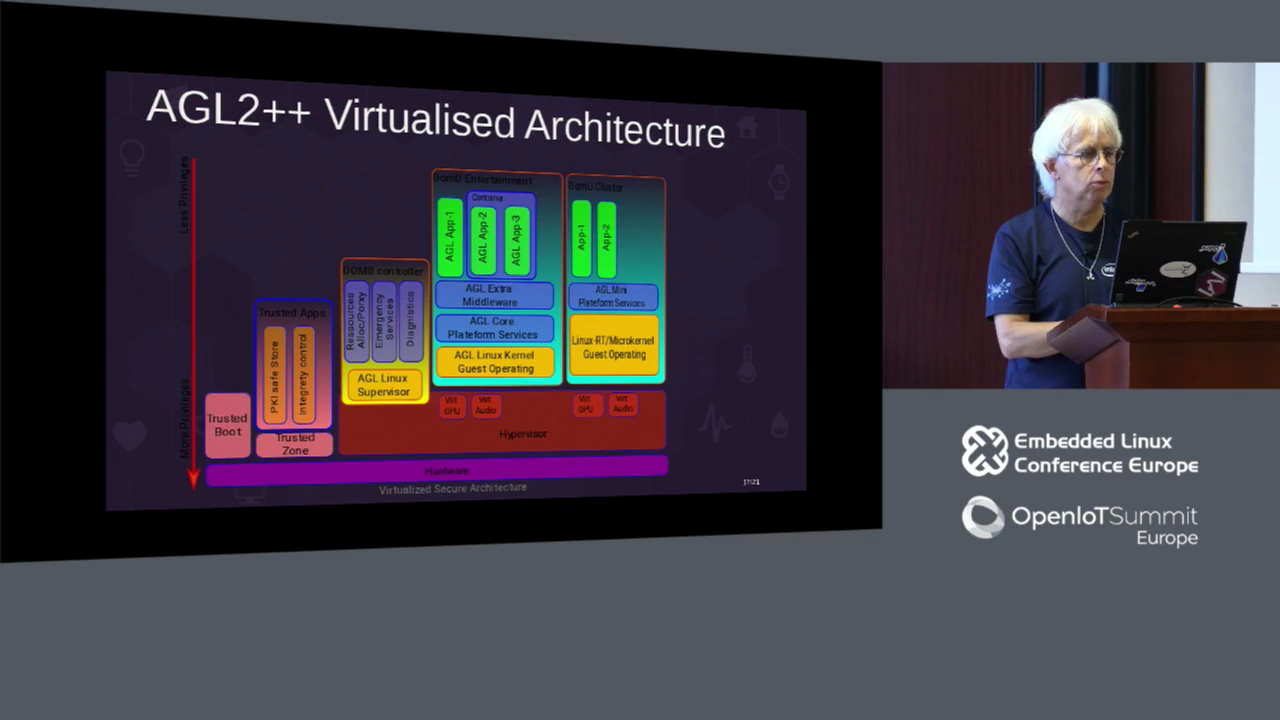 AGL2++ Virtualised Architecture
Less Privileges
More Privileges
Trusted
Boot
Trusted Apps
PKI safe Store
Integrety control
Trusted
Zone
DOM0 controller
Ressources
Alloc/Porxy
Emergency
Services
Diagnistics
AGL Linux
Supervisor
DomU Entertainment
Container
AGL App-1
AGL App-2
AGL App-3
AGL Extra
Middleware
AGL Core
Plateform Services
AGL Linux Kernel
Guest Operating
DomU Cluster
App-1
App-2
AGL Mini
Plateform Services
Linux-RT/Microkernel
Guest Operating
Virt
GPU
Virt
Audio
Virt
GPU
Virt
Audio
Hypervisor
Hardware
Virtualized Secure Architecture
17/21
Embedded Linux
Conference Europe
OpenIoTSummit
Europe